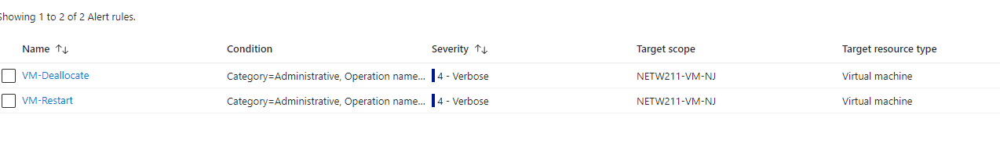 Showing 1 to 2 of 2 Alert rules.
Name ↑↓ Condition Severity ↑↓ Target scope Target resource type
VM-Deallocate Category=Administrative, Operation name... 4 - Verbose NETW211-VM-NJ Virtual machine
VM-Restart Category=Administrative, Operation name... 4 - Verbose NETW211-VM-NJ Virtual machine